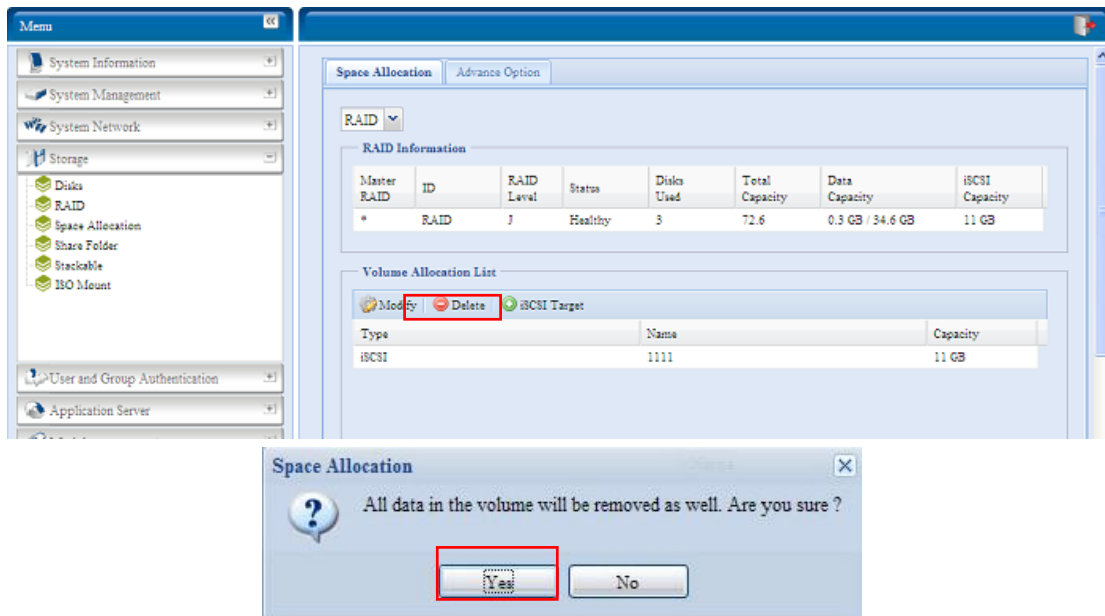 Menu
System Information
System Management
System Network
Storage
Disks
RAID
Space Allocation
Share Folder
Stackable
ISO Mount
User and Group Authentication
Application Server
Space Allocation Advance Option
RAID
RAID Information
Master RAID ID RAID Level Status Disks Used Total Capacity Data Capacity iSCSI Capacity
* RAID J Healthy 3 72.6 0.3 GB / 34.6 GB 11 GB
Volume Allocation List
Modify Delete iSCSI Target
Type Name Capacity
iSCSI 1111 11 GB
Space Allocation
All data in the volume will be removed as well. Are you sure ?
Yes No